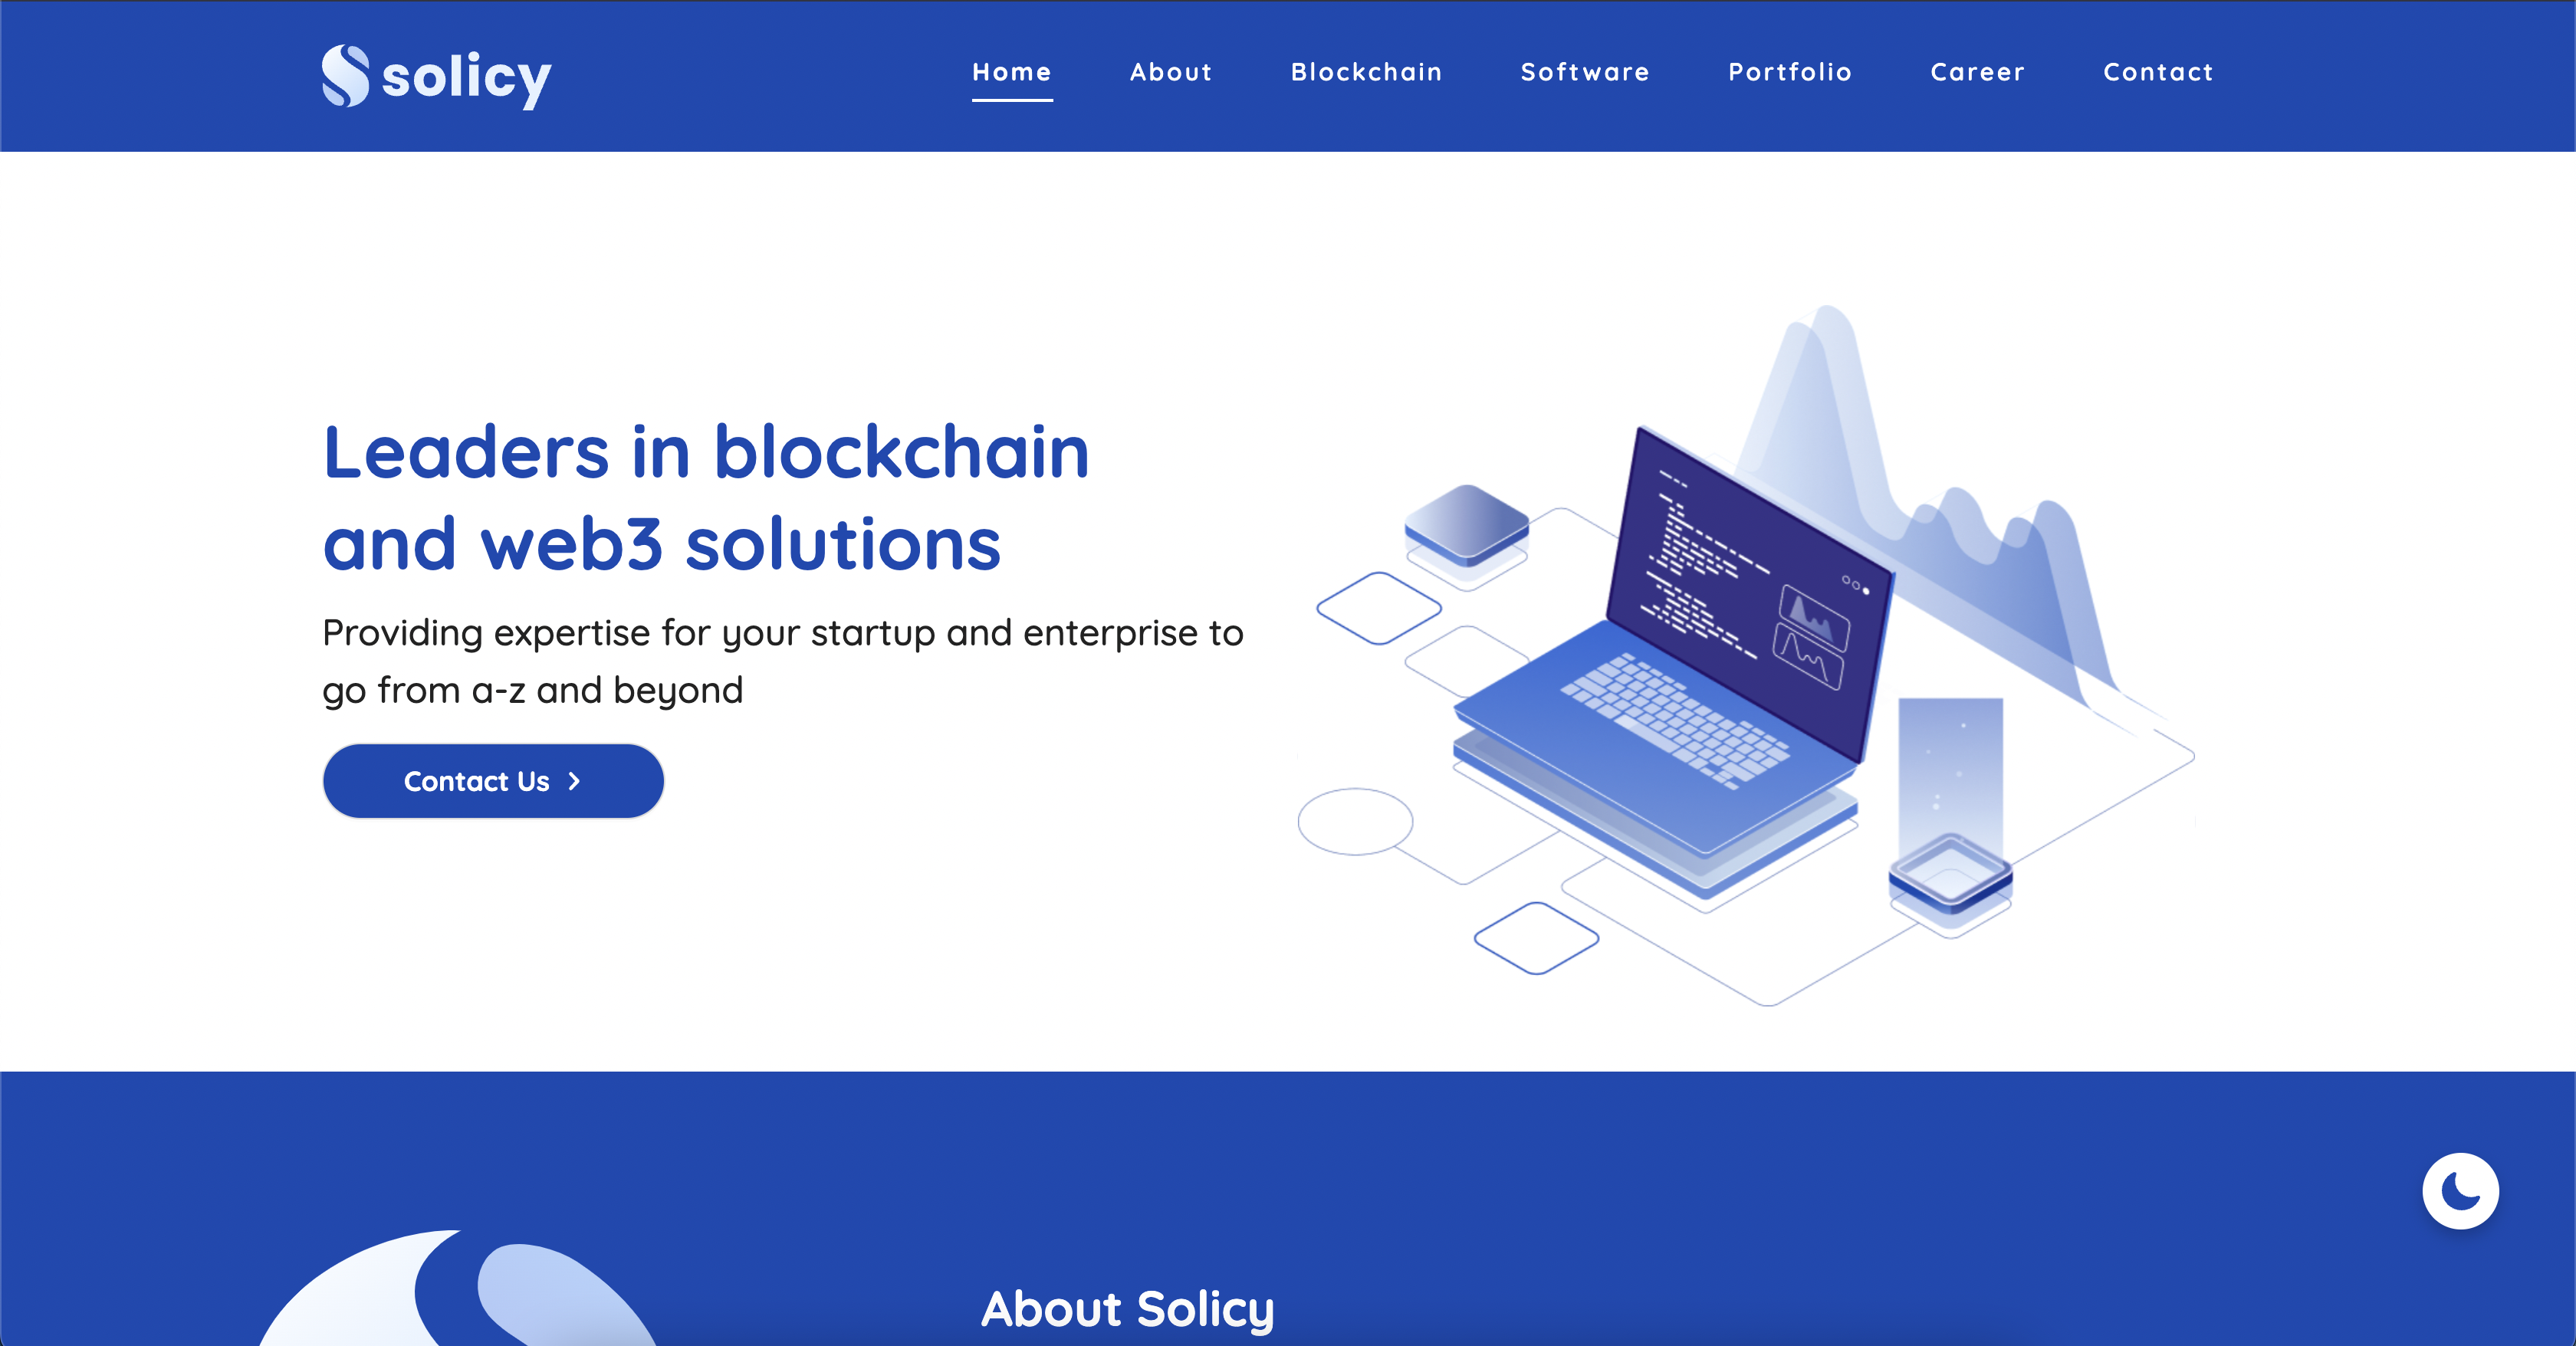 solicy
Home About Blockchain Software Portfolio Career Contact
Leaders in blockchain
and web3 solutions
Providing expertise for your startup and enterprise to
go from a-z and beyond
Contact Us
About Solicy